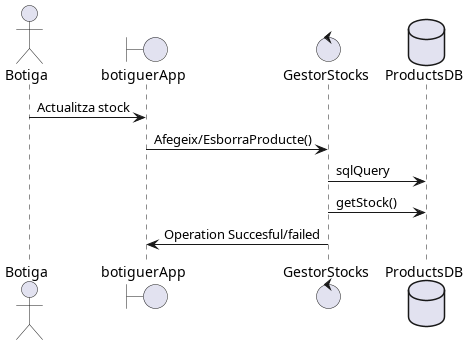 Botiga botiguerApp GestorStocks ProductsDB
Actualitza stock
Afegeix/EsborraProducte()
sqlQuery
getStock()
Operation Succesful/failed
Botiga botiguerApp GestorStocks ProductsDB